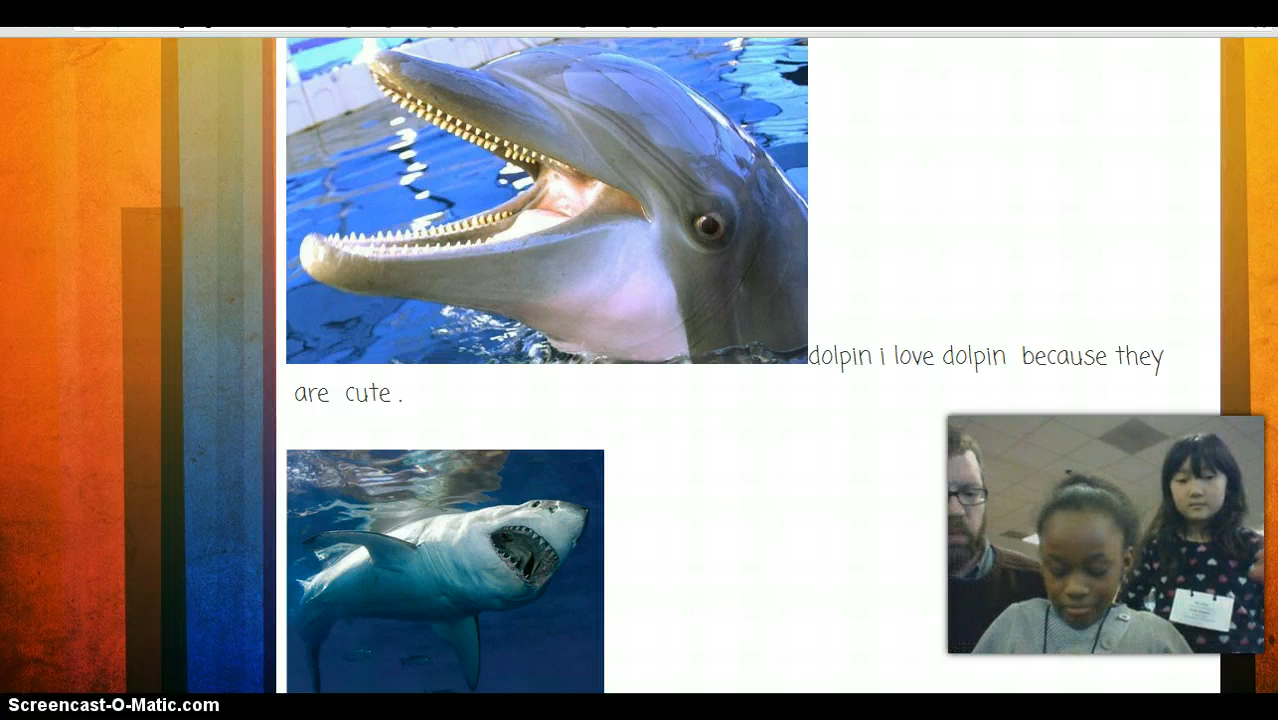 dolpin i love dolpin because they
are cute .
Screencast-O-Matic.com